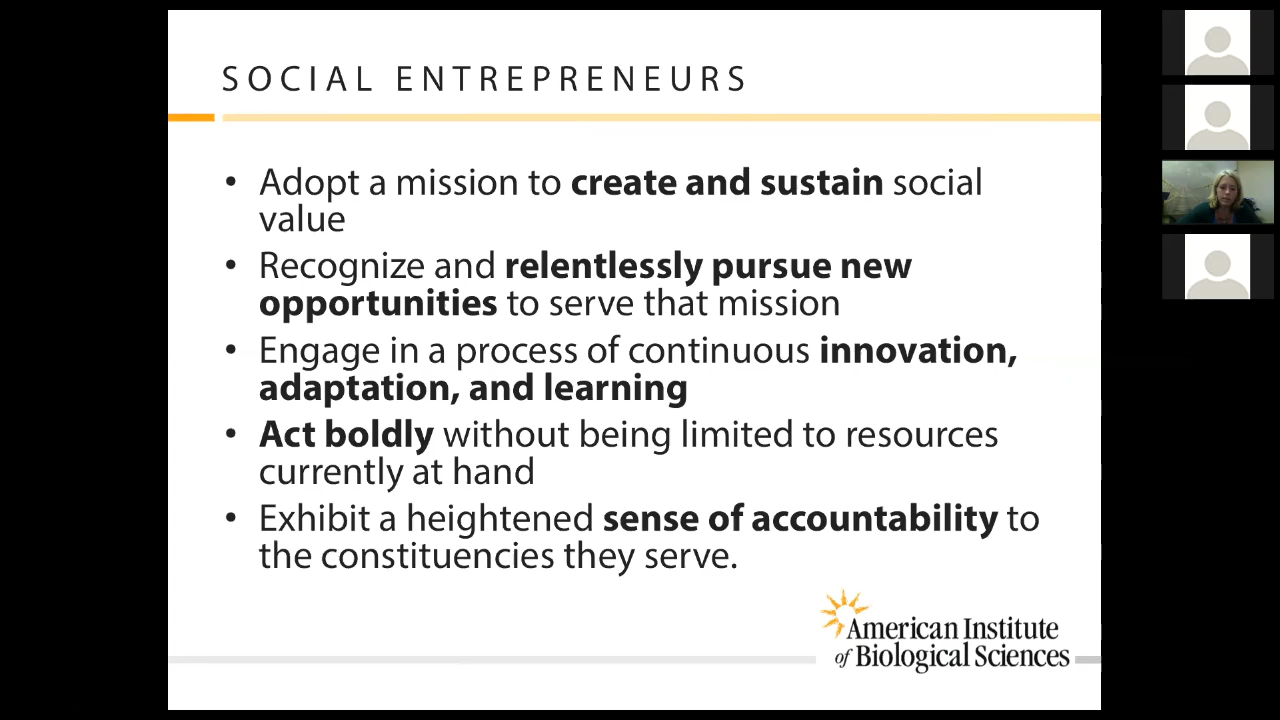 SOCIAL ENTREPRENEURS
• Adopt a mission to create and sustain social
value
• Recognize and relentlessly pursue new
opportunities to serve that mission
• Engage in a process of continuous innovation,
adaptation, and learning
• Act boldly without being limited to resources
currently at hand
• Exhibit a heightened sense of accountability to
the constituencies they serve.
American Institute
of Biological Sciences